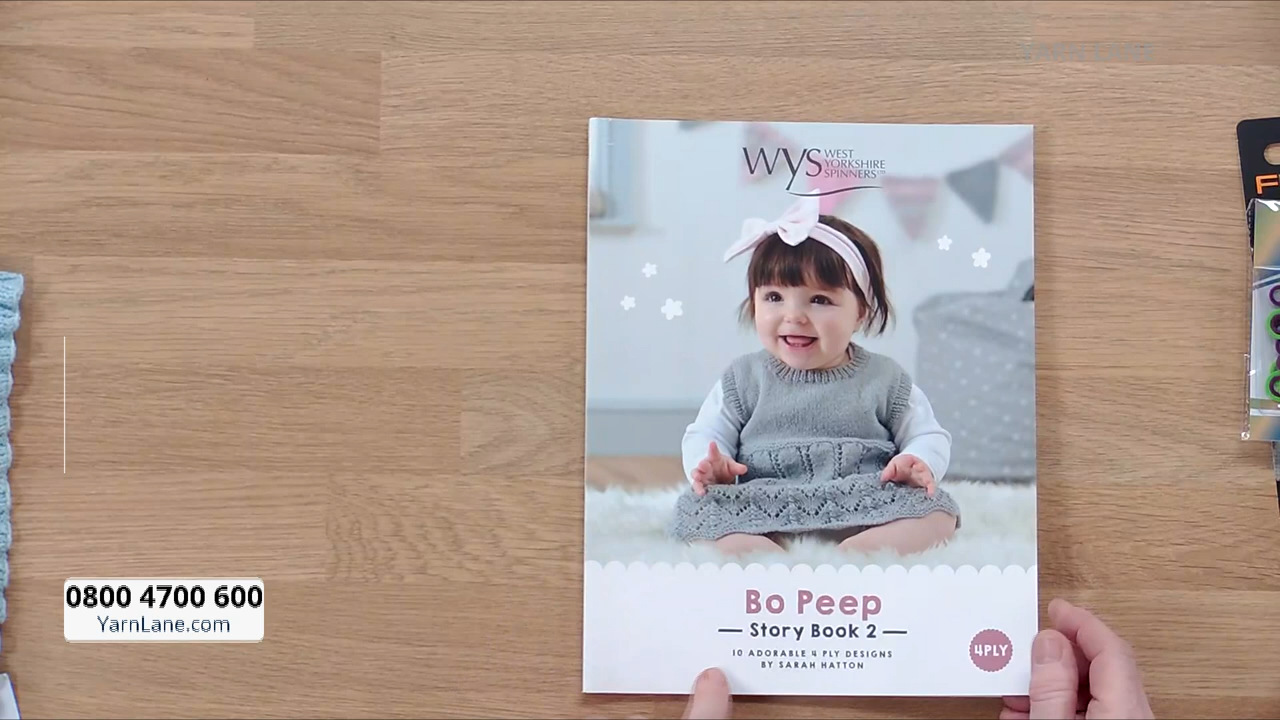 WYS WEST
YORKSHIRE
SPINNERS
Bo Peep
Story Book 2
10 ADORABLE 4 PLY DESIGNS
BY SARAH HATTON
4PLY
0800 4700 600
YarnLane.com